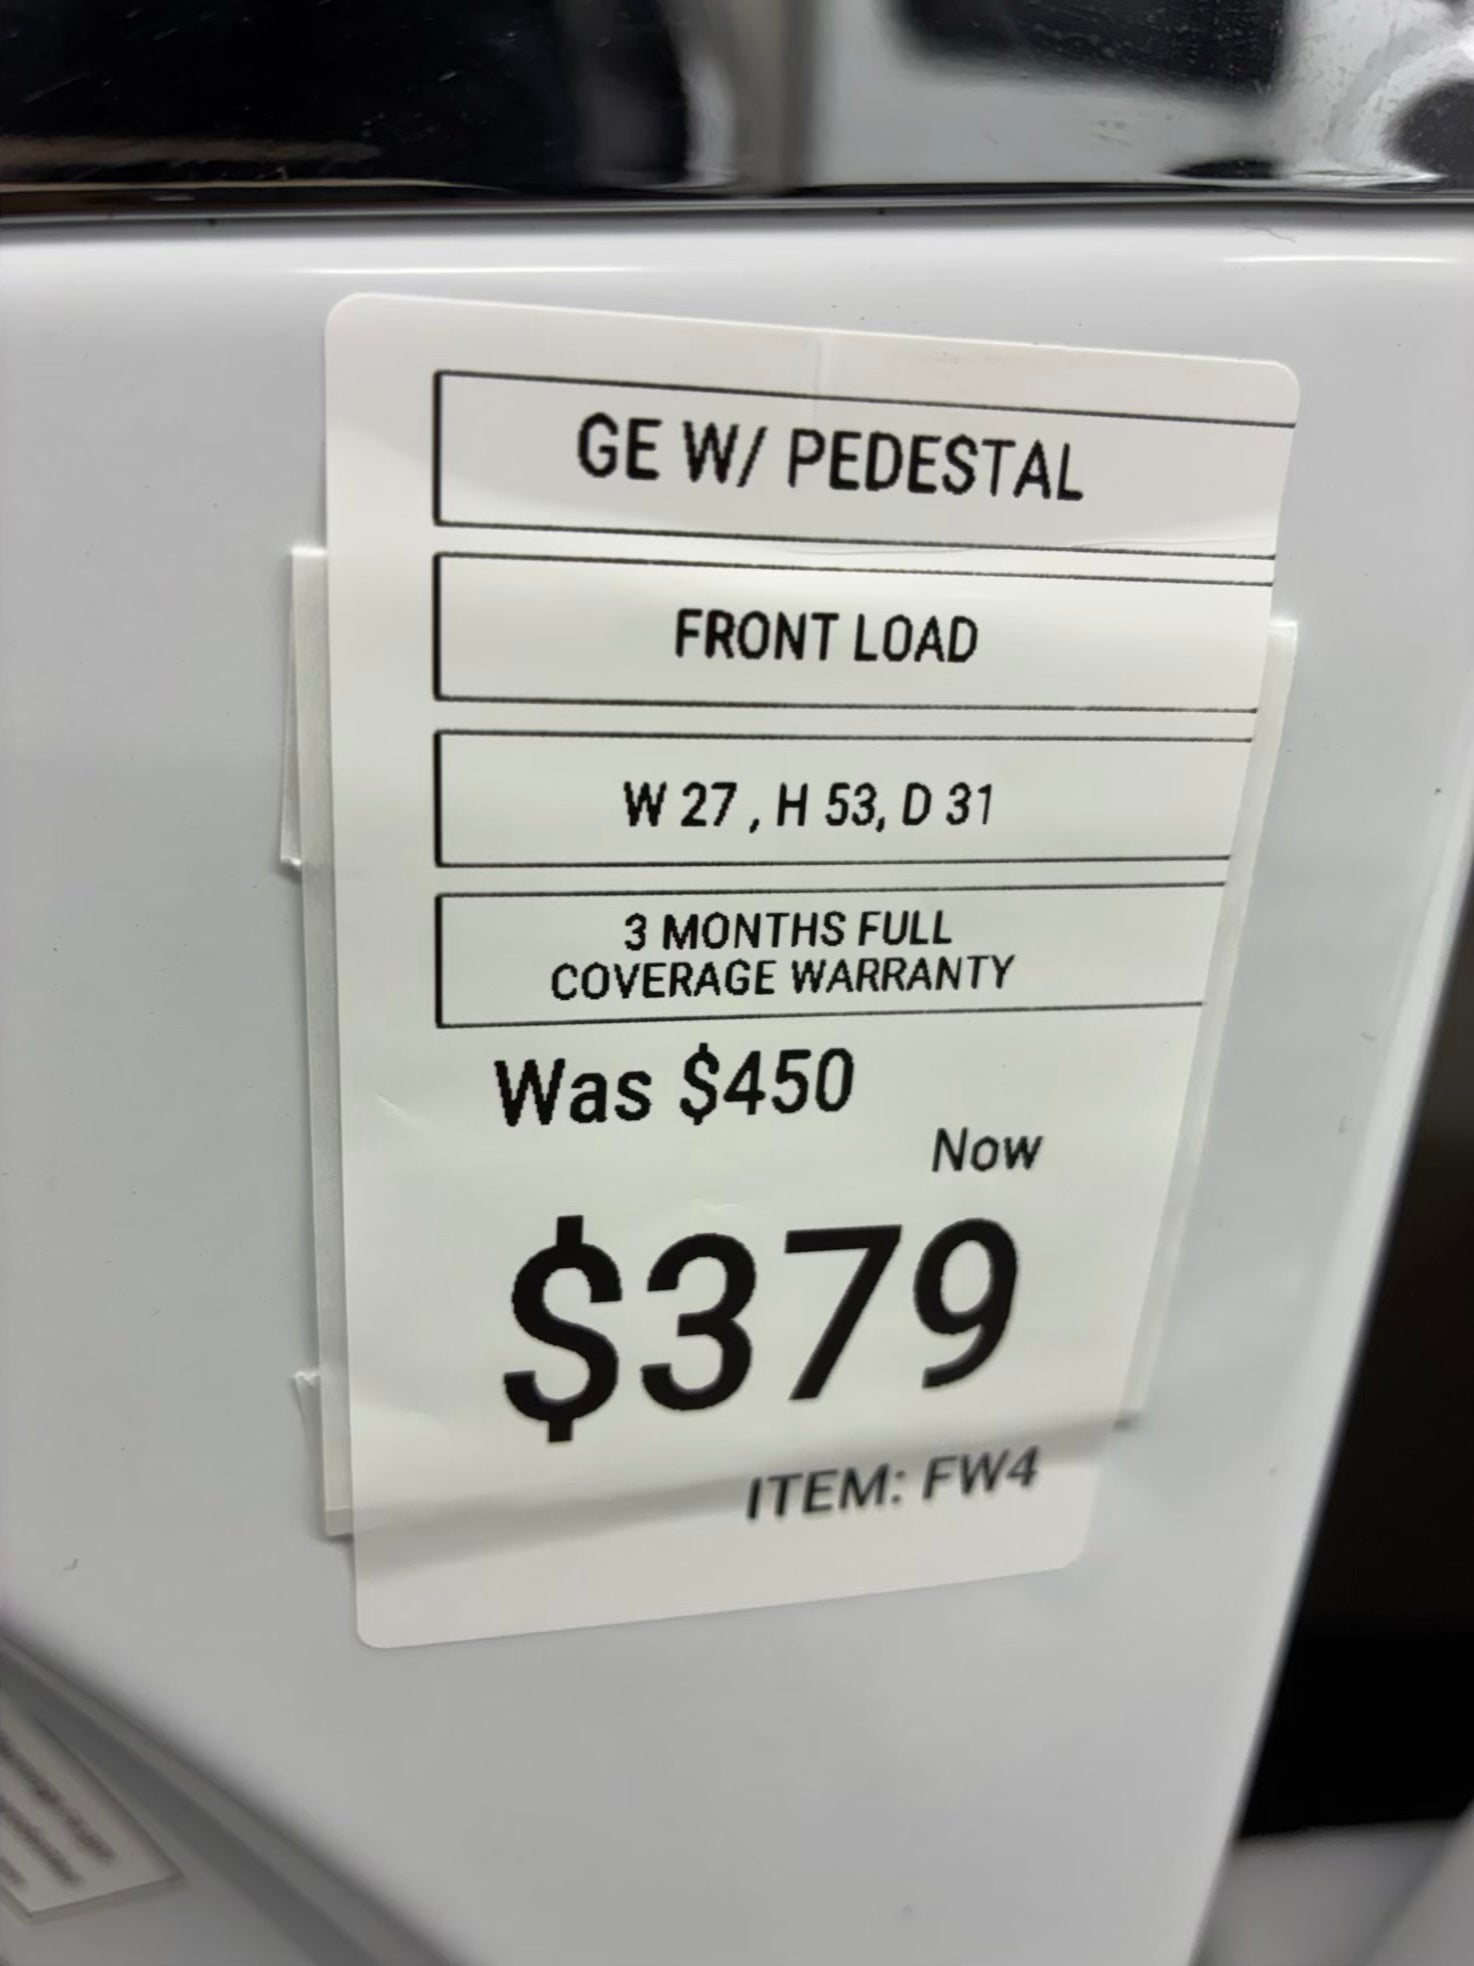 GE W/ PEDESTAL
FRONT LOAD
W 27 , H 53, D 31
3 MONTHS FULL
COVERAGE WARRANTY
Was $450
Now
$379
ITEM: FW4